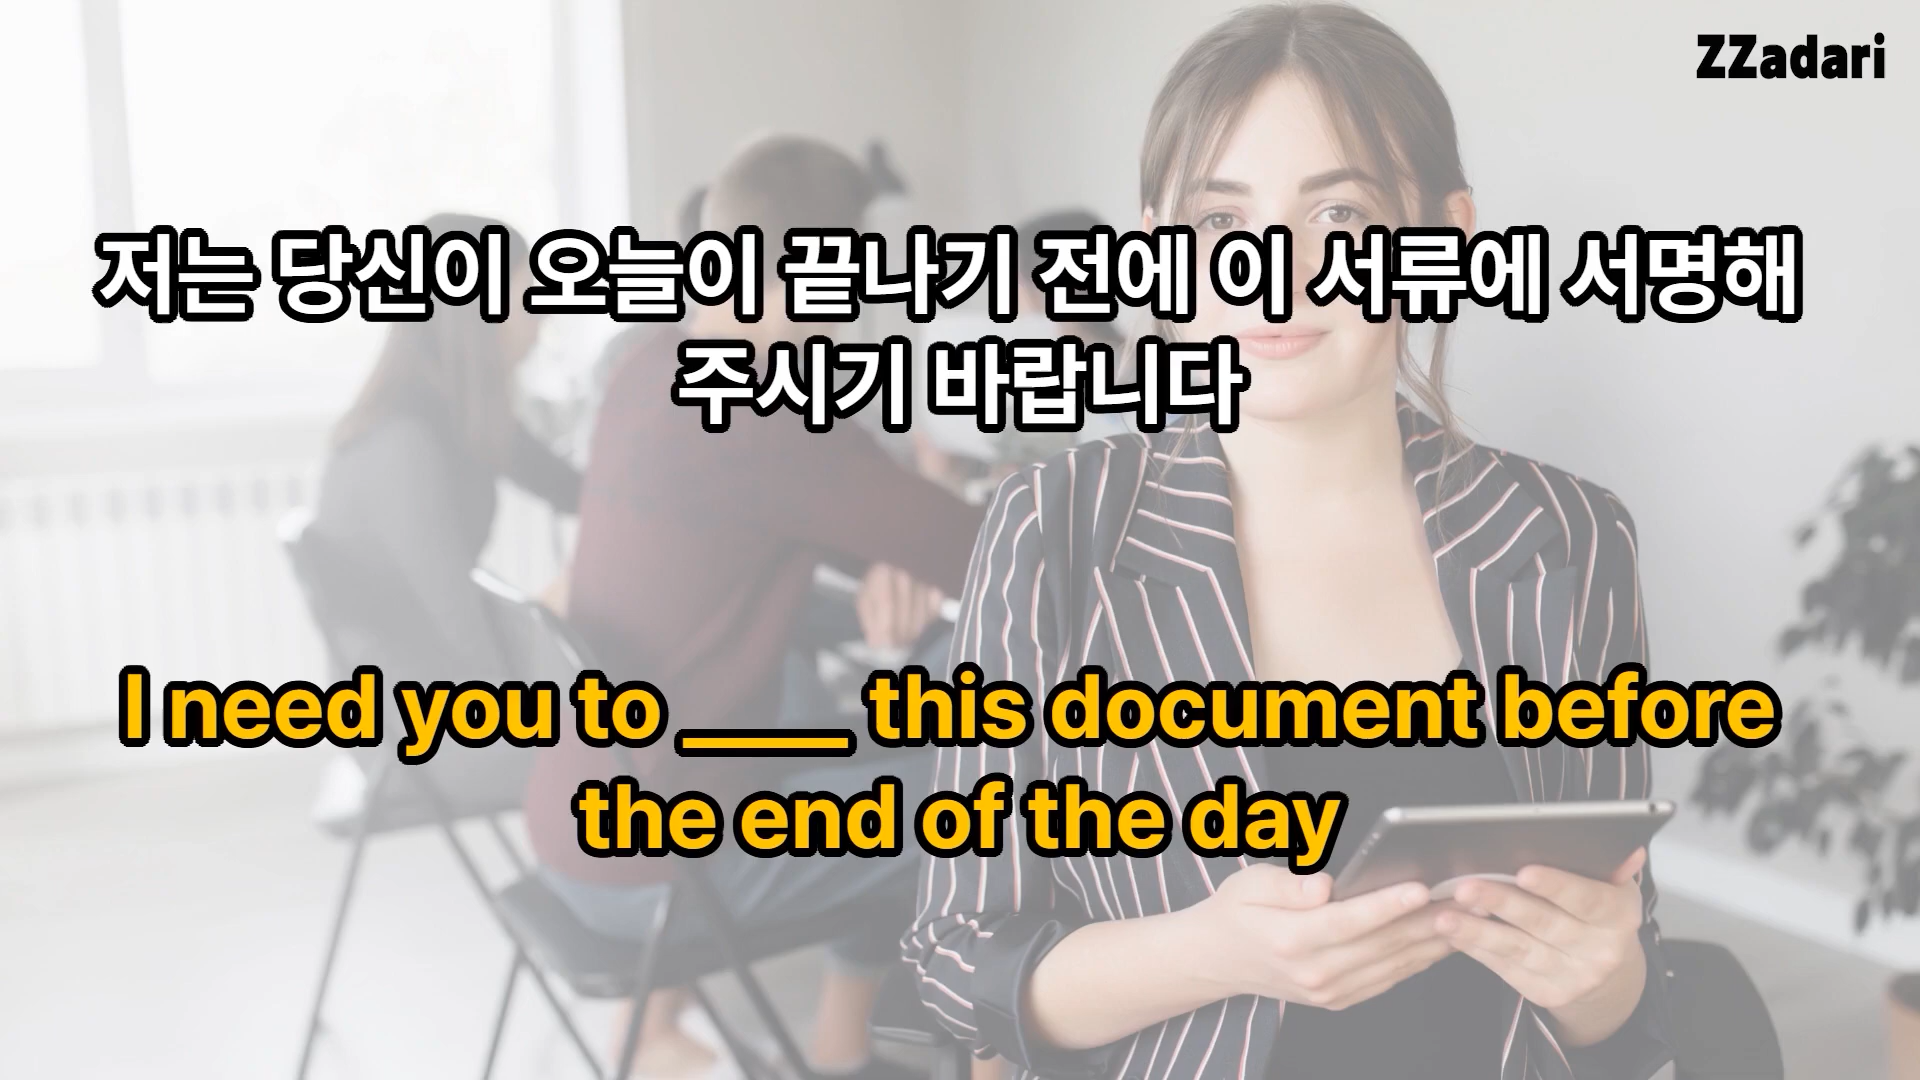 ZZadari
저는 당신이 오늘이 끝나기 전에 이 서류에 서명해
주시기 바랍니다
I need you to ____ this document before
the end of the day